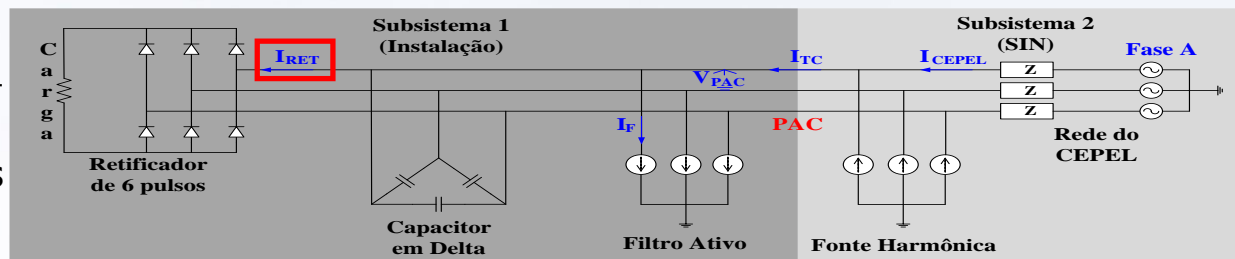 Subsistema 1
(Instalação)
Subsistema 2
(SIN)
Carga
I_RET
V_PAC
I_TC
I_CEPEL
Z
Z
Z
Fase A
I_F
PAC
Rede do
CEPEL
Retificador
de 6 pulsos
Capacitor
em Delta
Filtro Ativo
Fonte Harmônica
s